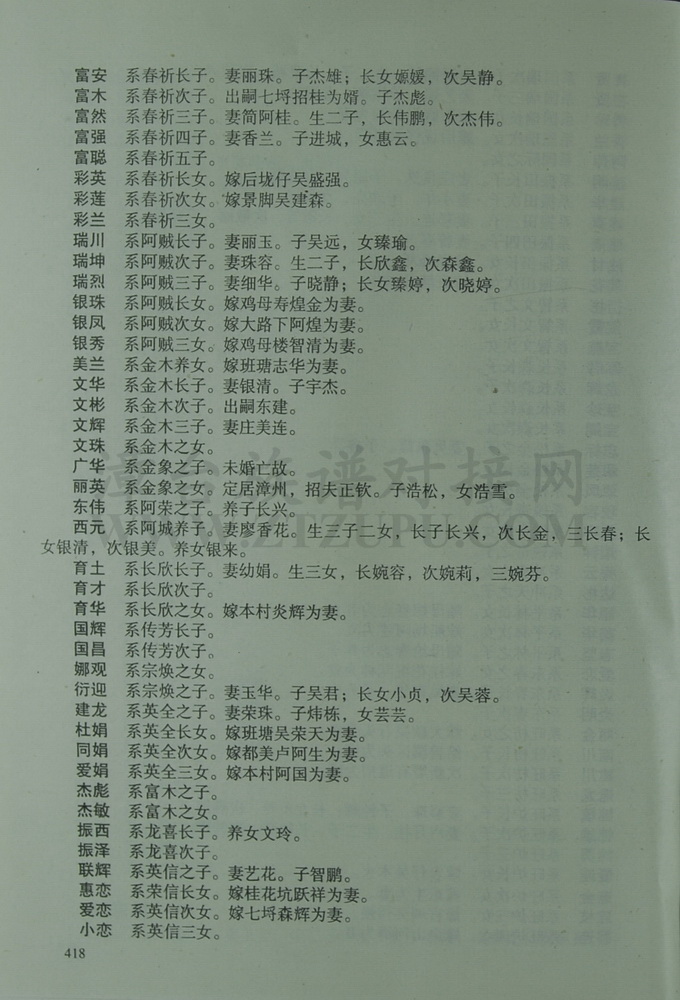 富安 系春祈长子。妻丽珠。子杰雄；长女嫄媛，次吴静。
富木 系春祈次子。出嗣七埒招桂为婿。子杰彪。
富然 系春祈三子。妻简阿桂。生二子，长伟鹏，次杰伟。
富强 系春祈四子。妻香兰。子进城，女惠云。
富聪 系春祈五子。
彩英 系春祈长女。嫁后垅仔吴盛强。
彩莲 系春祈次女。嫁景脚吴建森。
彩兰 系春祈三女。
瑞川 系阿贼长子。妻丽玉。子吴远，女臻瑜。
瑞坤 系阿贼次子。妻珠容。生二子，长欣鑫，次森鑫。
瑞烈 系阿贼三子。妻细华。子晓静；长女臻婷，次晓婷。
银珠 系阿贼长女。嫁鸡母寿煌金为妻。
银凤 系阿贼次女。嫁大路下阿煌为妻。
银秀 系阿贼三女。嫁鸡母楼智清为妻。
美兰 系金木养女。嫁班瑭志华为妻。
文华 系金木长子。妻银清。子宇杰。
文彬 系金木次子。出嗣东建。
文辉 系金木三子。妻庄美连。
文珠 系金木之女。
广华 系金象之子。未婚亡故。
丽英 系金象之女。定居漳州，招夫正钦。子浩松，女浩雪。
东伟 系阿荣之子。养子长兴。
西元 系阿城养子。妻廖香花。生三子二女，长子长兴，次长金，三长春；长
女银清，次银美。养女银来。
育土 系长欣长子。妻幼娟。生三女，长婉容，次婉莉，三婉芬。
育才 系长欣次子。
育华 系长欣之女。嫁本村炎辉为妻。
国辉 系传芳长子。
国昌 系传芳次子。
娜观 系宗焕之女。
衍迎 系宗焕之子。妻玉华。子吴君；长女小贞，次吴蓉。
建龙 系英全之子。妻荣珠。子炜栋，女芸芸。
杜娟 系英全长女。嫁班塘吴荣天为妻。
同娟 系英全次女。嫁都美卢阿生为妻。
爱娟 系英全三女。嫁本村阿国为妻。
杰彪 系富木之子。
杰敏 系富木之女。
振西 系龙喜长子。养女文玲。
振泽 系龙喜次子。
联辉 系英信之子。妻艺花。子智鹏。
惠恋 系荣信长女。嫁桂花坑跃祥为妻。
爱恋 系英信次女。嫁七埒森辉为妻。
小恋 系英信三女。
418